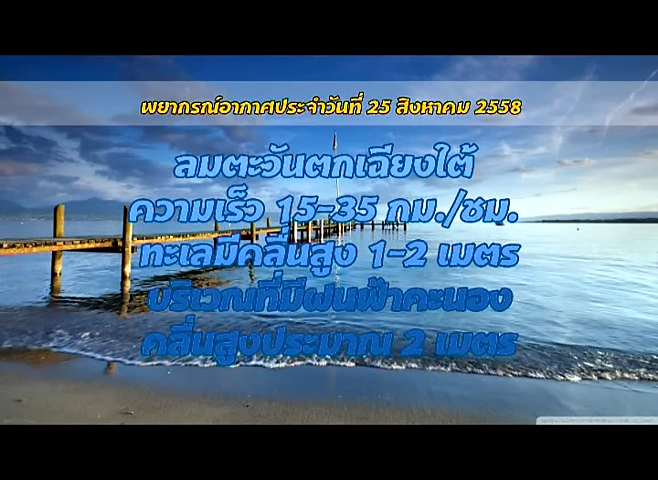 พยากรณ์อากาศประจำวันที่ 25 สิงหาคม 2558
ลมตะวันตกเฉียงใต้
ความเร็ว 15-35 กม./ชม.
ทะเลมีคลื่นสูง 1-2 เมตร
บริเวณที่มีฝนฟ้าคะนอง
คลื่นสูงประมาณ 2 เมตร